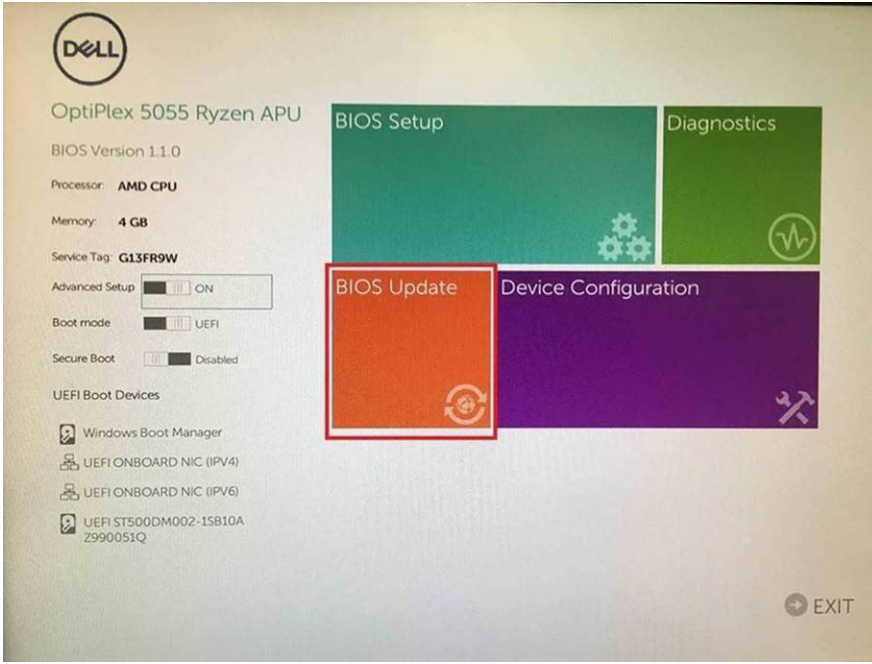 DELL
OptiPlex 5055 Ryzen APU
BIOS Version 1.1.0
Processor: AMD CPU
Memory: 4 GB
Service Tag: G13FR9W
Advanced Setup ON
Boot mode UEFI
Secure Boot Disabled
UEFI Boot Devices
Windows Boot Manager
UEFI ONBOARD NIC (IPV4)
UEFI ONBOARD NIC (IPV6)
UEFI ST500DM002-1SB10A
Z990051Q
BIOS Setup
Diagnostics
BIOS Update
Device Configuration
EXIT